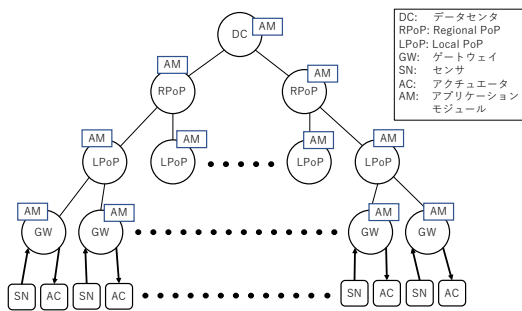 DC: データセンタ
RPoP: Regional PoP
LPoP: Local PoP
GW: ゲートウェイ
SN: センサ
AC: アクチュエータ
AM: アプリケーション
モジュール
AM
DC
AM
RPoP
AM
RPoP
AM
LPoP
AM
LPoP
AM
LPoP
AM
LPoP
AM
GW
AM
GW
AM
GW
AM
GW
SN AC SN AC SN AC SN AC